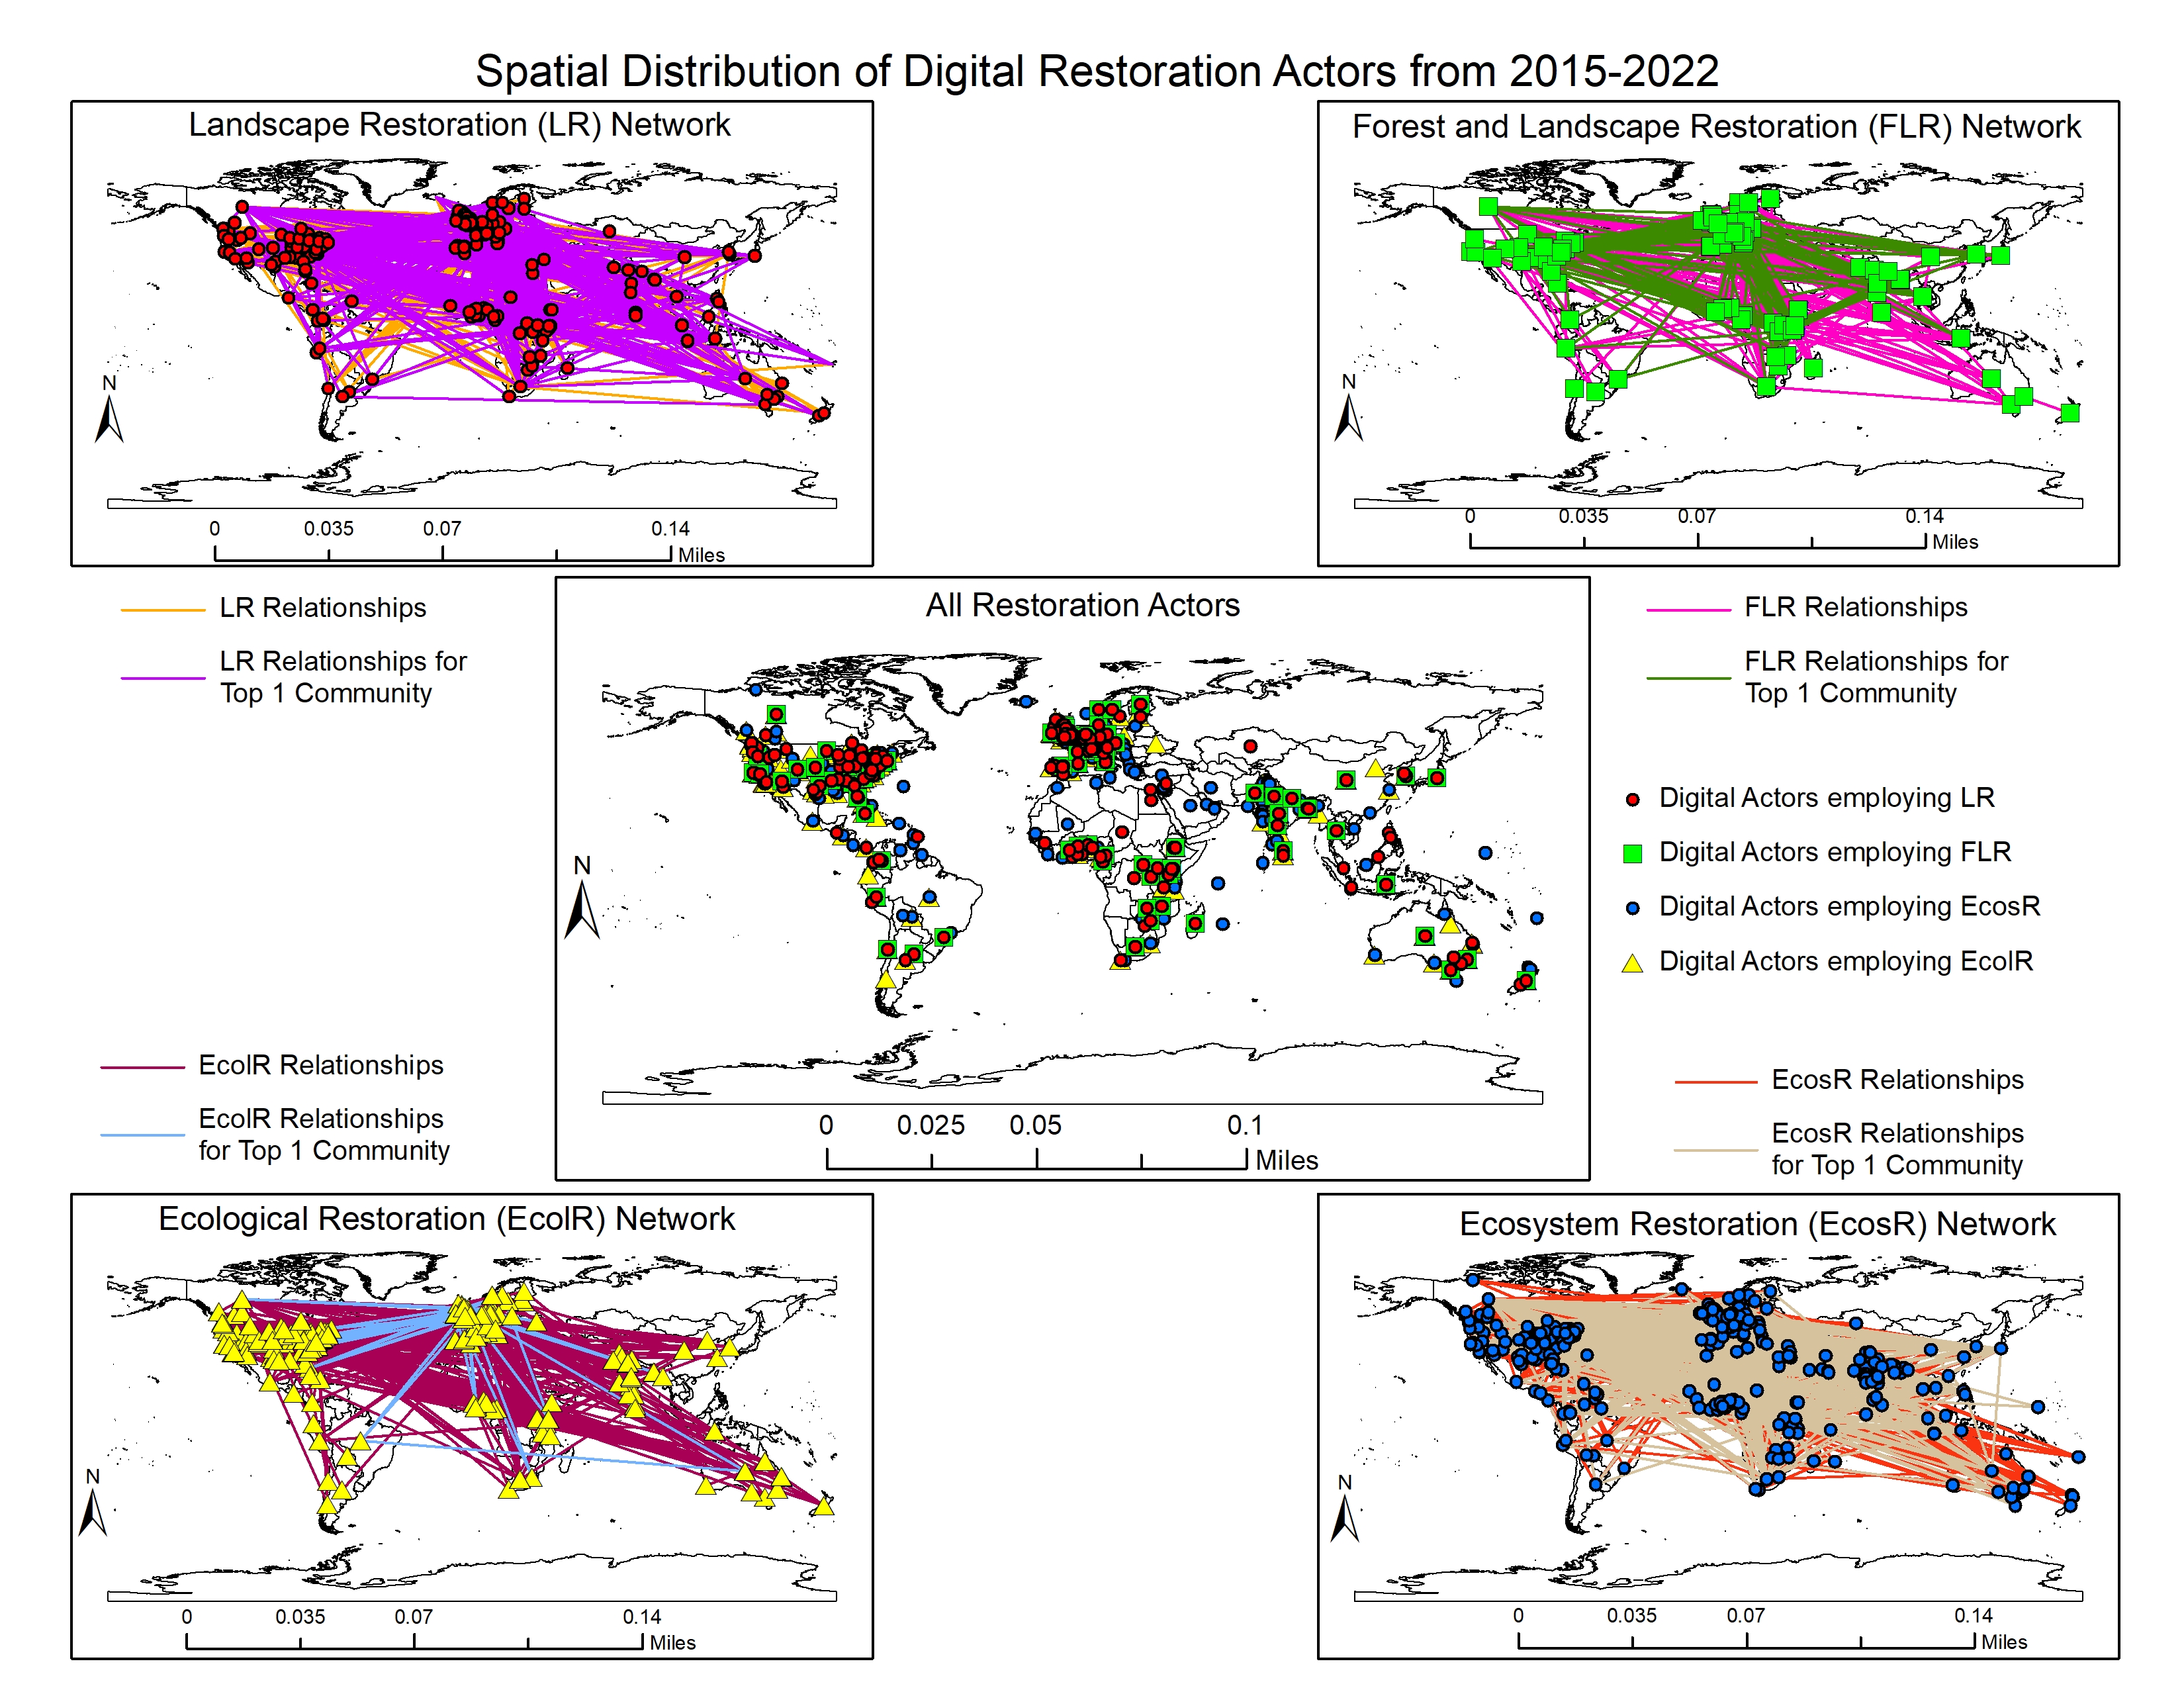 Spatial Distribution of Digital Restoration Actors from 2015-2022
Landscape Restoration (LR) Network
N
0 0.035 0.07 0.14
Miles
Forest and Landscape Restoration (FLR) Network
N
0 0.035 0.07 0.14
Miles
LR Relationships
LR Relationships for
Top 1 Community
All Restoration Actors
N
0 0.025 0.05 0.1
Miles
FLR Relationships
FLR Relationships for
Top 1 Community
Digital Actors employing LR
Digital Actors employing FLR
Digital Actors employing EcosR
Digital Actors employing EcolR
EcolR Relationships
EcolR Relationships
for Top 1 Community
EcosR Relationships
EcosR Relationships
for Top 1 Community
Ecological Restoration (EcolR) Network
N
0 0.035 0.07 0.14
Miles
Ecosystem Restoration (EcosR) Network
N
0 0.035 0.07 0.14
Miles